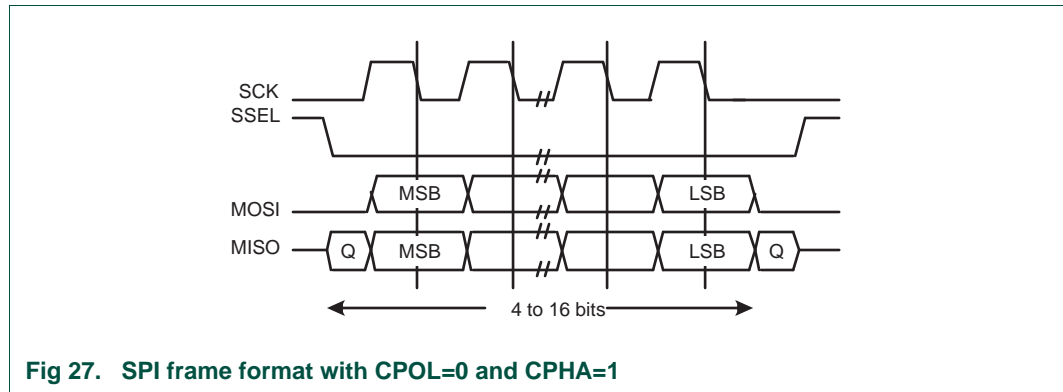 SCK
SSEL
MOSI
MSB
LSB
MISO
Q
MSB
LSB
Q
4 to 16 bits
Fig 27. SPI frame format with CPOL=0 and CPHA=1